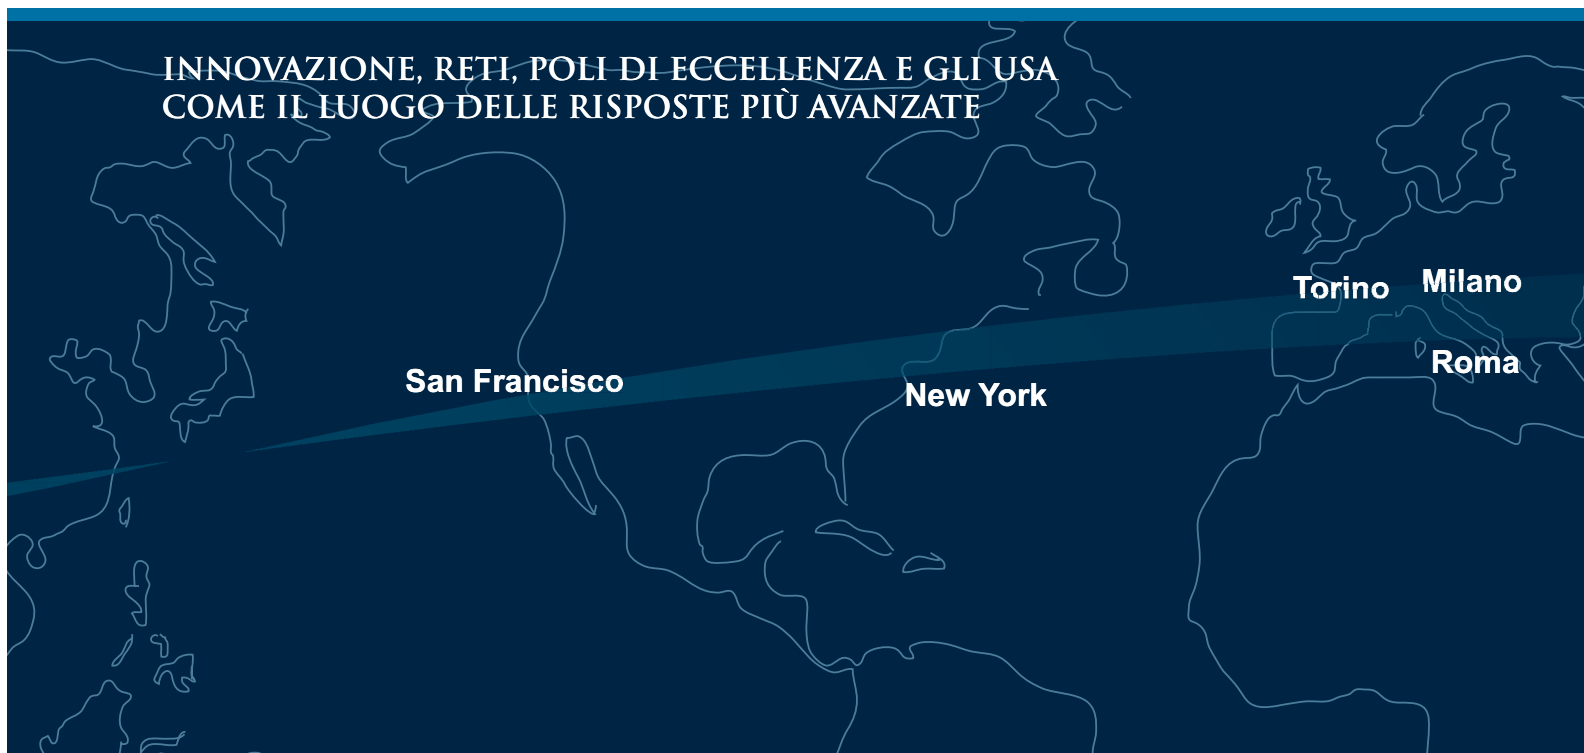 INNOVAZIONE, RETI, POLI DI ECCELLENZA E GLI USA
COME IL LUOGO DELLE RISPOSTE PIÙ AVANZATE
Torino
Milano
San Francisco
New York
Roma